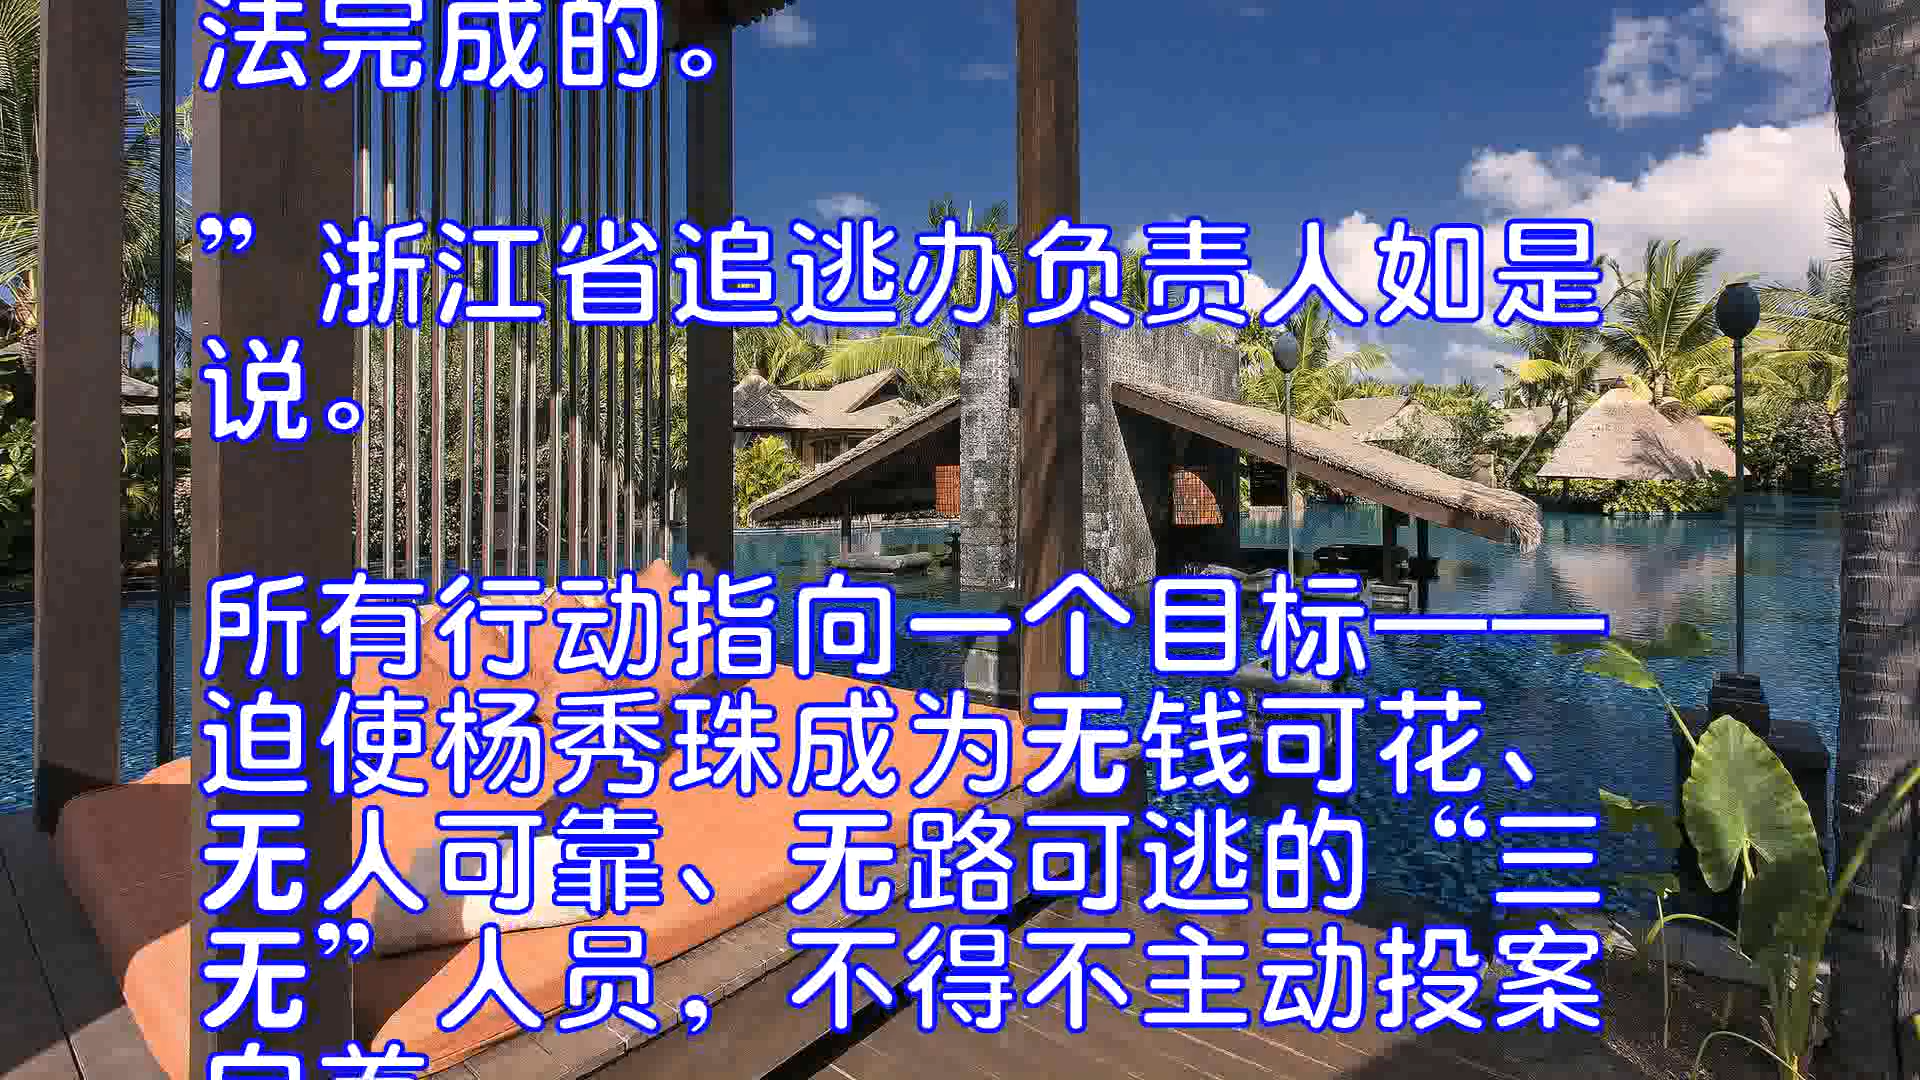 法完成的。
” 浙江省追逃办负责人如是
说。
所有行动指向一个目标——
迫使杨秀珠成为无钱可花、
无人可靠、无路可逃的“三
无”人员，不得不主动投案